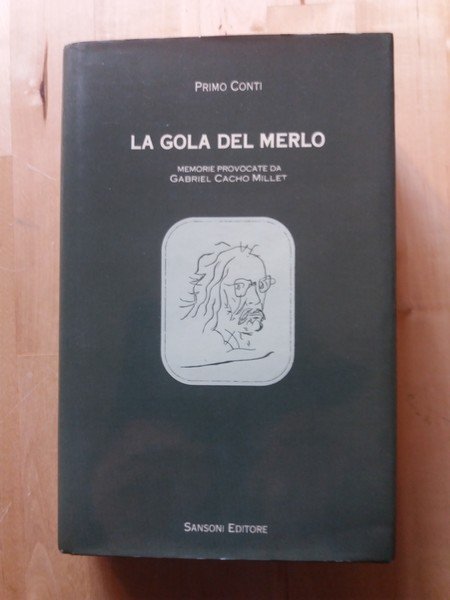 PRIMO CONTI
LA GOLA DEL MERLO
MEMORIE PROVOCATE DA
GABRIEL CACHO MILLET
SANSONI EDITORE